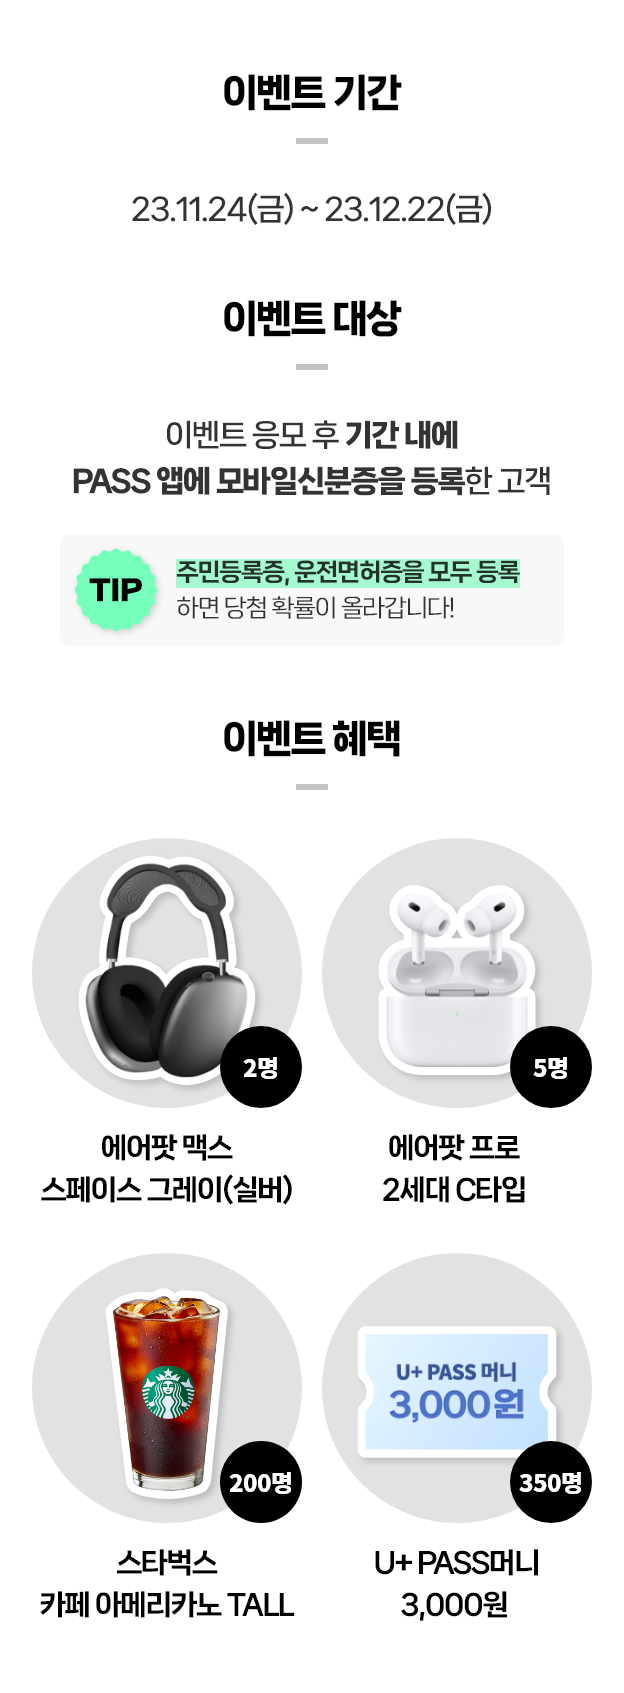 이벤트 기간
23.11.24(금) ~ 23.12.22(금)
이벤트 대상
이벤트 응모 후 기간 내에
PASS 앱에 모바일신분증을 등록한 고객
TIP
주민등록증, 운전면허증을 모두 등록
하면 당첨 확률이 올라갑니다!
이벤트 혜택
2명
5명
에어팟 맥스
스페이스 그레이(실버)
에어팟 프로
2세대 C타입
U+ PASS 머니
3,000원
200명
350명
스타벅스
카페 아메리카노 TALL
U+ PASS머니
3,000원